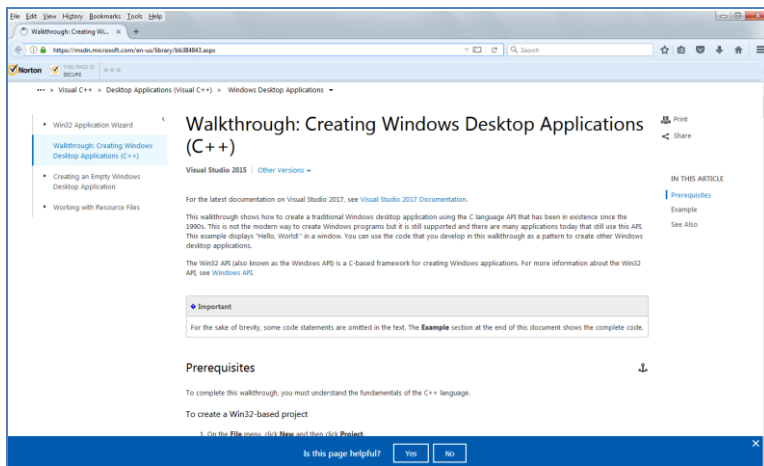 File Edit View History Bookmarks Tools Help
Walkthrough: Creating Wi...
https://msdn.microsoft.com/en-us/library/bb384843.aspx
Search
Norton THIS PAGE IS SECURE
... > Visual C++ > Desktop Applications (Visual C++) > Windows Desktop Applications
Win32 Application Wizard
Walkthrough: Creating Windows
Desktop Applications (C++)
Creating an Empty Windows
Desktop Application
Working with Resource Files
Walkthrough: Creating Windows Desktop Applications
(C++)
Visual Studio 2015 | Other Versions
For the latest documentation on Visual Studio 2017, see Visual Studio 2017 Documentation.
This walkthrough shows how to create a traditional Windows desktop application using the C language API that has been in existence since the
1990s. This is not the modern way to create Windows programs but it is still supported and there are many applications today that still use this API.
This example displays "Hello, World!" in a window. You can use the code that you develop in this walkthrough as a pattern to create other Windows
desktop applications.
The Win32 API (also known as the Windows API) is a C-based framework for creating Windows applications. For more information about the Win32
API, see Windows API.
Important
For the sake of brevity, some code statements are omitted in the text. The Example section at the end of this document shows the complete code.
Prerequisites
To complete this walkthrough, you must understand the fundamentals of the C++ language.
To create a Win32-based project
1. On the File menu, click New and then click Project.
Print
Share
IN THIS ARTICLE
Prerequisites
Example
See Also
Is this page helpful? Yes No